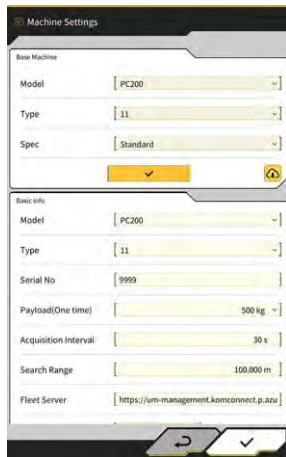 Machine Settings
Base Machine
Model PC200
Type 11
Spec Standard
Basic Info
Model PC200
Type 11
Serial No 9999
Payload(One time) 500 kg
Acquisition Interval 30 s
Search Range 100.000 m
Fleet Server https://um-management.komconnect.p.azu